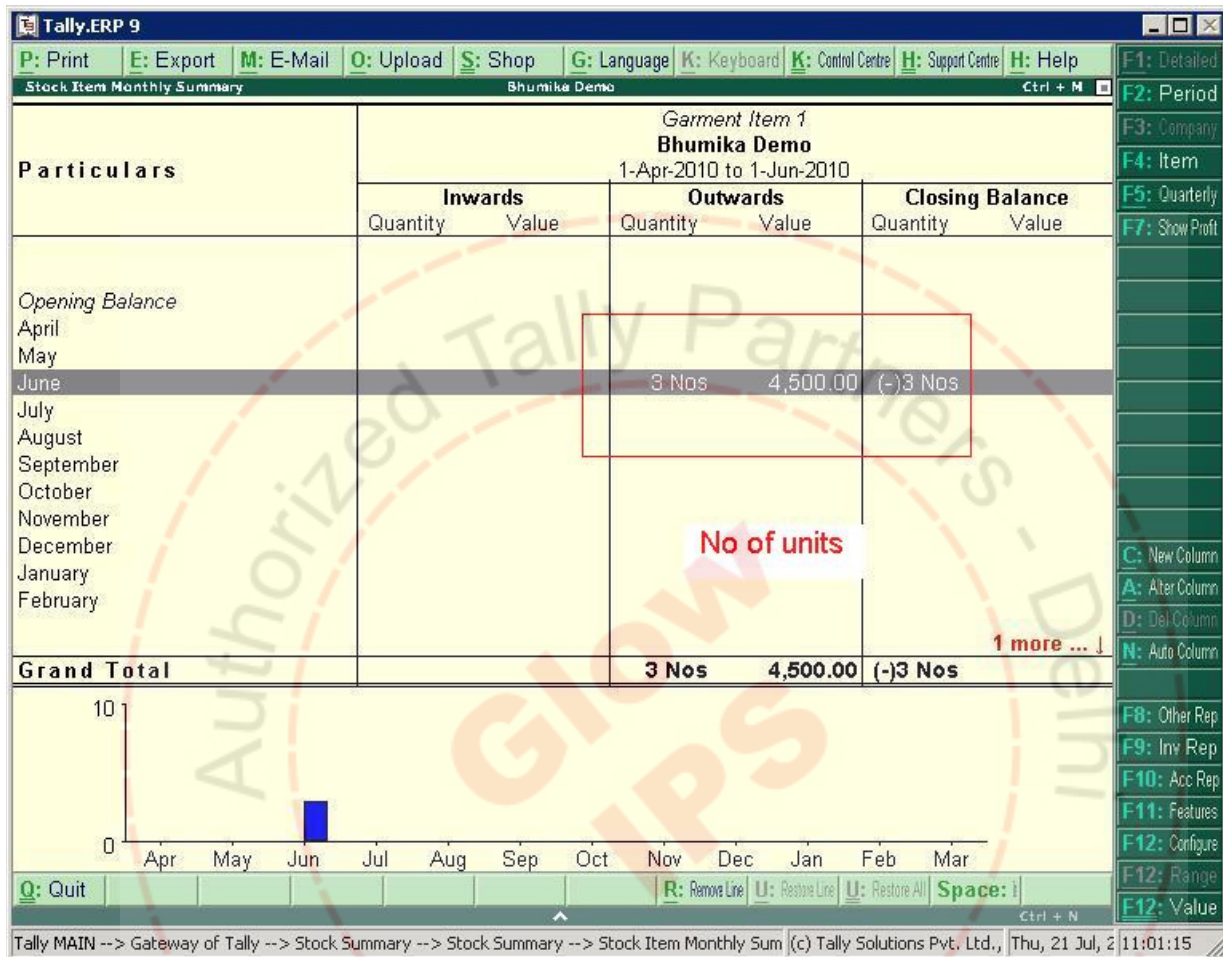 Tally.ERP 9
P: Print E: Export M: E-Mail O: Upload S: Shop G: Language K: Keyboard K: Control Centre H: Support Centre H: Help
Stock Item Monthly Summary Bhumika Demo Ctrl + M
Particulars
Garment Item 1
Bhumika Demo
1-Apr-2010 to 1-Jun-2010
Inwards Outwards Closing Balance
Quantity Value Quantity Value Quantity Value
Opening Balance
April
May
June 3 Nos 4,500.00 (-)3 Nos
July
August
September
October
November
December
January
February
No of units
1 more ... ↓
Grand Total 3 Nos 4,500.00 (-)3 Nos
10
0
Apr May Jun Jul Aug Sep Oct Nov Dec Jan Feb Mar
Q: Quit R: Remove Line U: Restore Line U: Restore All Space:
Ctrl + N
Tally MAIN --> Gateway of Tally --> Stock Summary --> Stock Summary --> Stock Item Monthly Sum (c) Tally Solutions Pvt. Ltd., Thu, 21 Jul, 2 11:01:15
F1: Detailed
F2: Period
F3: Company
F4: Item
F5: Quarterly
F7: Show Profit
C: New Column
A: Alter Column
D: Del Column
N: Auto Column
F8: Other Rep
F9: Inv Rep
F10: Acc Rep
F11: Features
F12: Configure
F12: Range
F12: Value
Authorized Tally Partners - Delhi
Glow
IPS